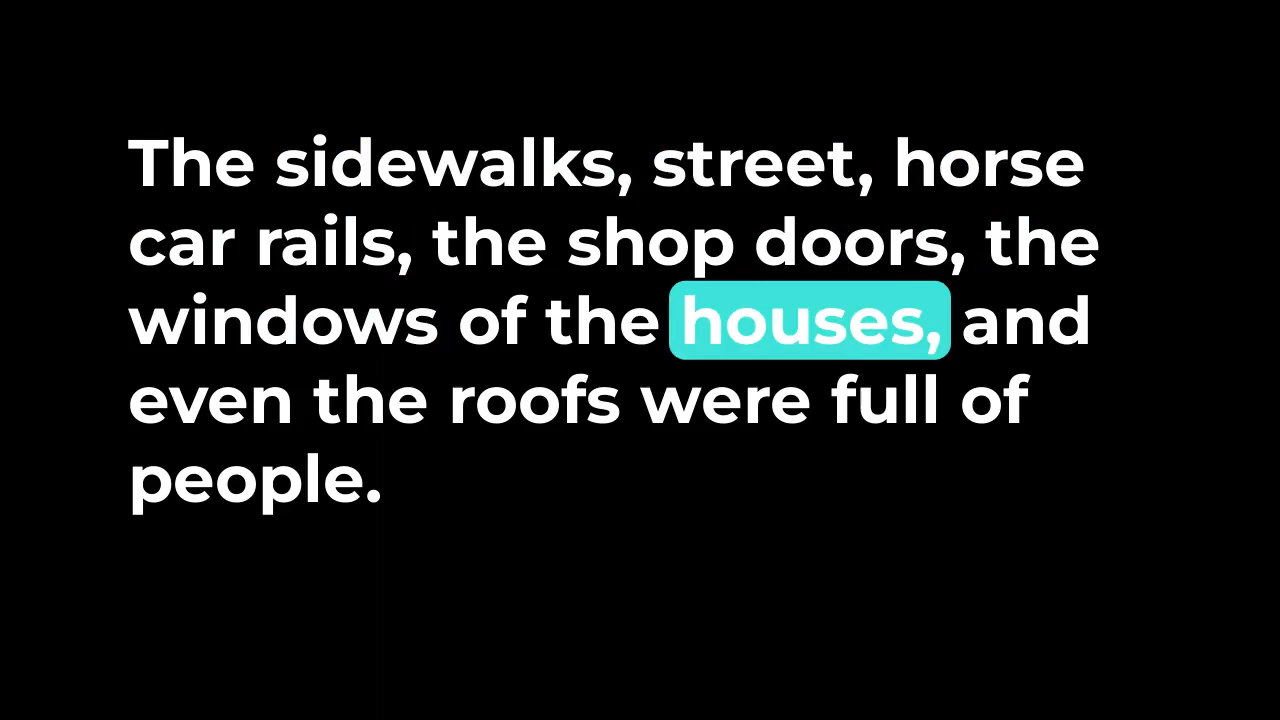 The sidewalks, street, horse
car rails, the shop doors, the
windows of the houses, and
even the roofs were full of
people.